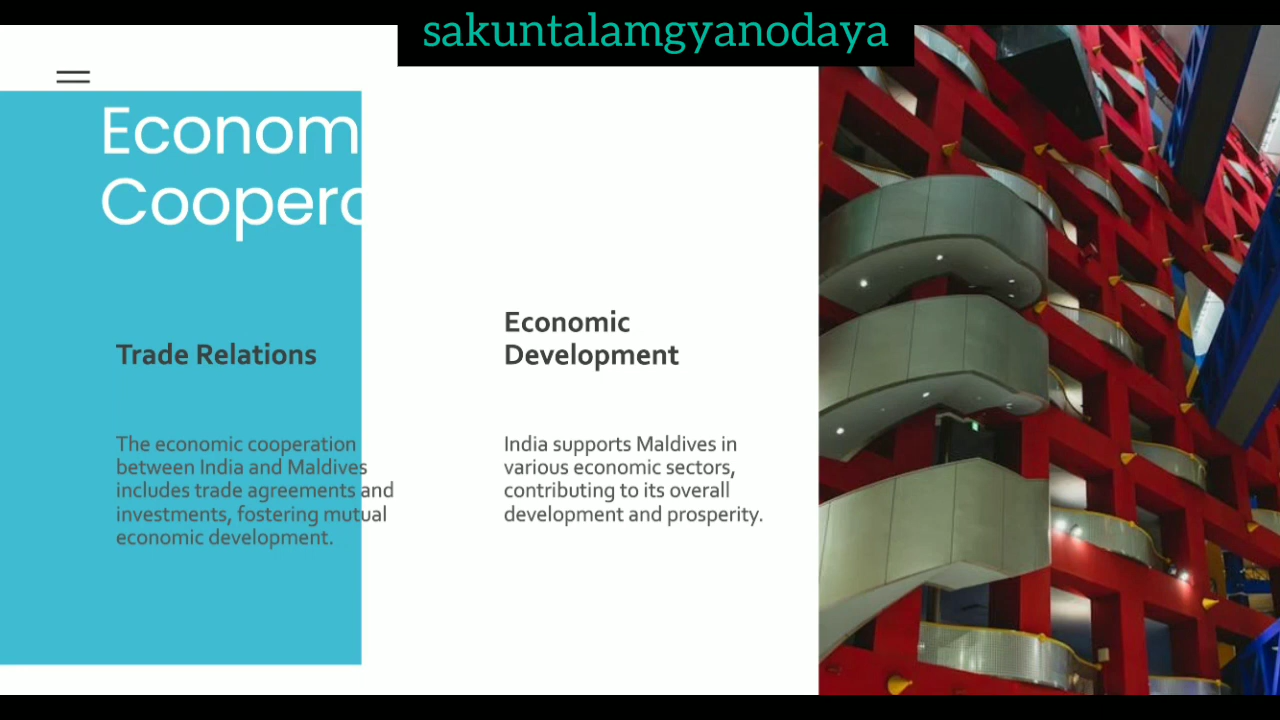 sakuntalamgyanodaya
Econom
Coopera
Trade Relations
The economic cooperation
between India and Maldives
includes trade agreements and
investments, fostering mutual
economic development.
Economic
Development
India supports Maldives in
various economic sectors,
contributing to its overall
development and prosperity.